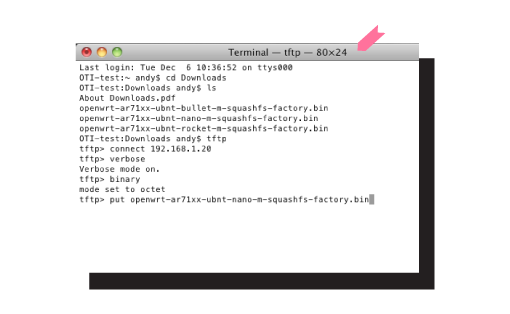 Terminal — tftp — 80×24
Last login: Tue Dec  6 10:36:52 on ttys000
OTI-test:~ andy$ cd Downloads
OTI-test:Downloads andy$ ls
About Downloads.pdf
openwrt-ar71xx-ubnt-bullet-m-squashfs-factory.bin
openwrt-ar71xx-ubnt-nano-m-squashfs-factory.bin
openwrt-ar71xx-ubnt-rocket-m-squashfs-factory.bin
OTI-test:Downloads andy$ tftp
tftp> connect 192.168.1.20
tftp> verbose
Verbose mode on.
tftp> binary
mode set to octet
tftp> put openwrt-ar71xx-ubnt-nano-m-squashfs-factory.bin